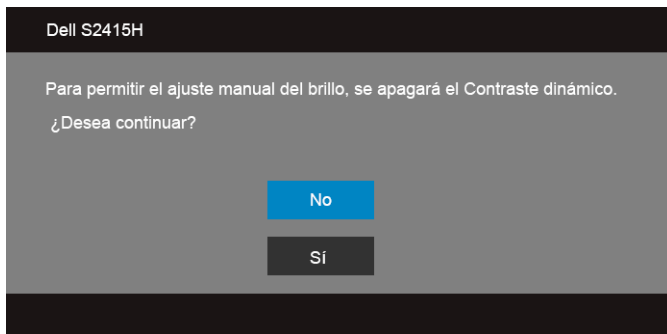 Dell S2415H
Para permitir el ajuste manual del brillo, se apagará el Contraste dinámico.
¿Desea continuar?
No
Sí